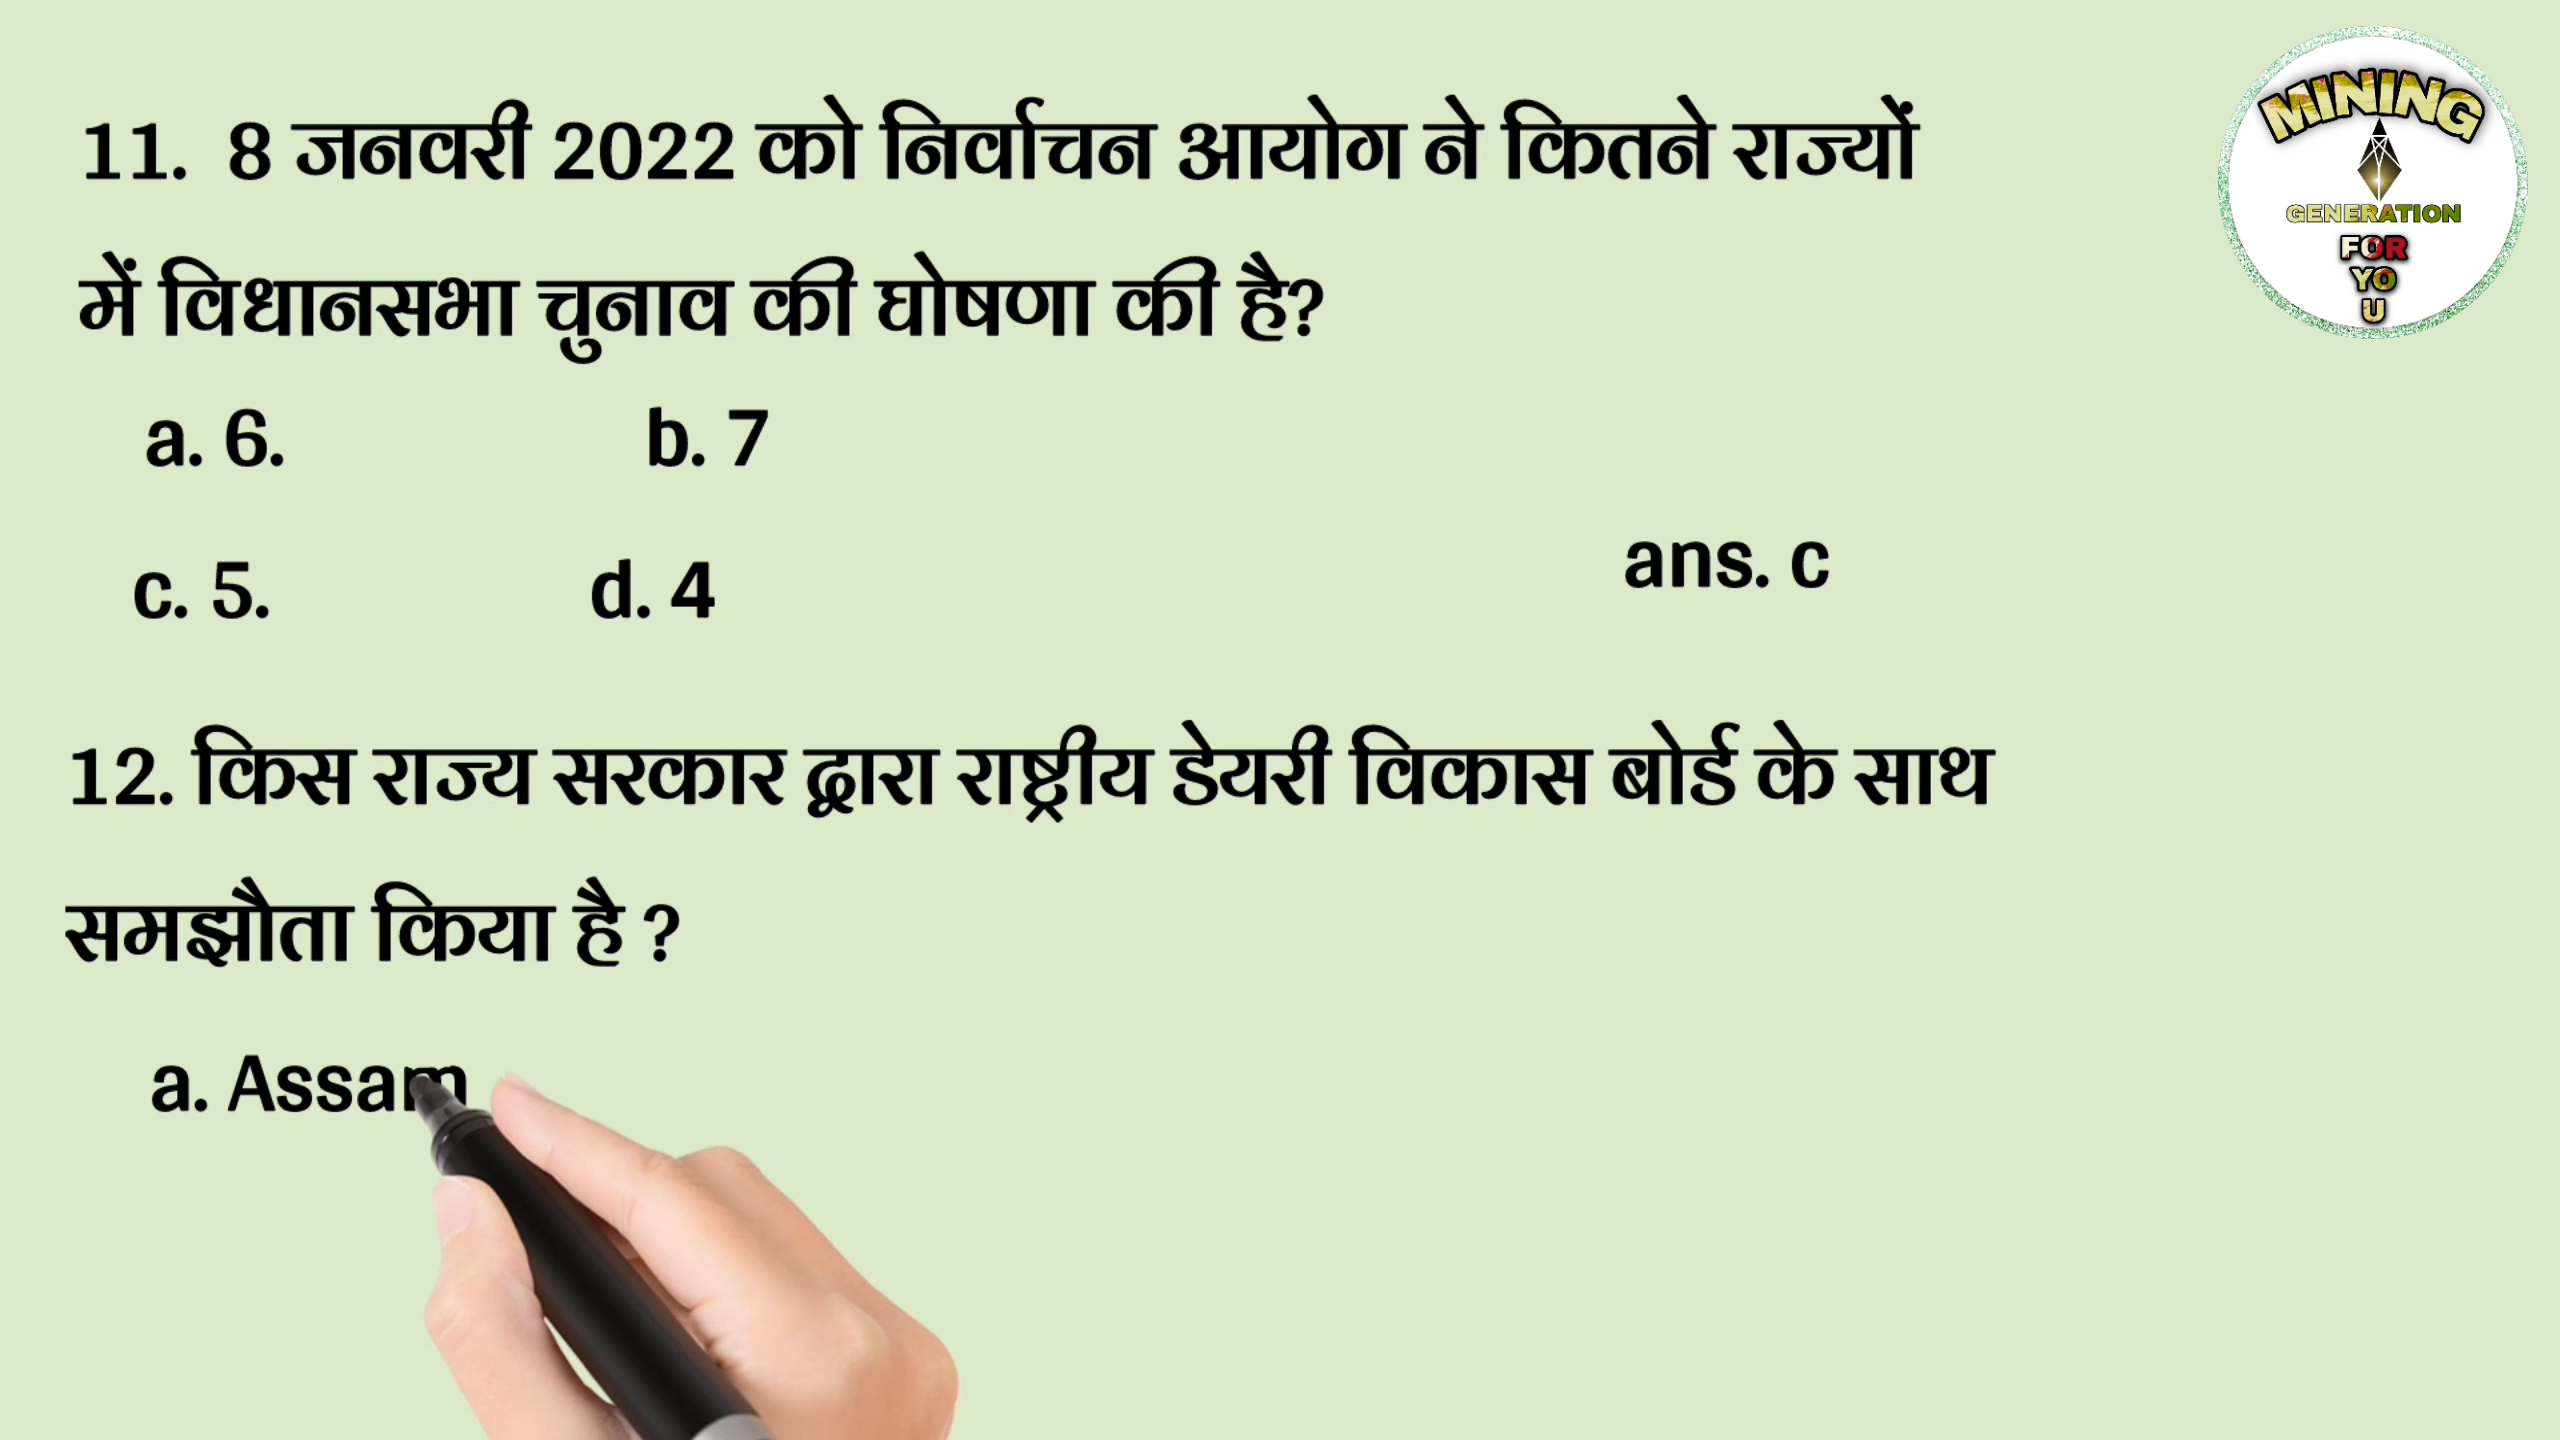 11. 8 जनवरी 2022 को निर्वाचन आयोग ने कितने राज्यों
में विधानसभा चुनाव की घोषणा की है?
a. 6. b. 7
c. 5. d. 4
ans. c
12. किस राज्य सरकार द्वारा राष्ट्रीय डेयरी विकास बोर्ड के साथ
समझौता किया है ?
a. Assam
MINING
GENERATION
FOR
YO
U